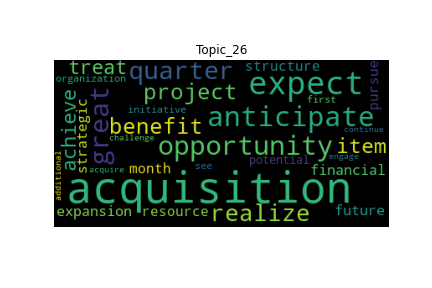 Topic_26
treat quarter structure pursue
organization project expect first
achieve strategic great initiative anticipate
benefit challenge continue
opportunity item
additional acquire month see potential engage financial
acquisition
expansion resource realize future